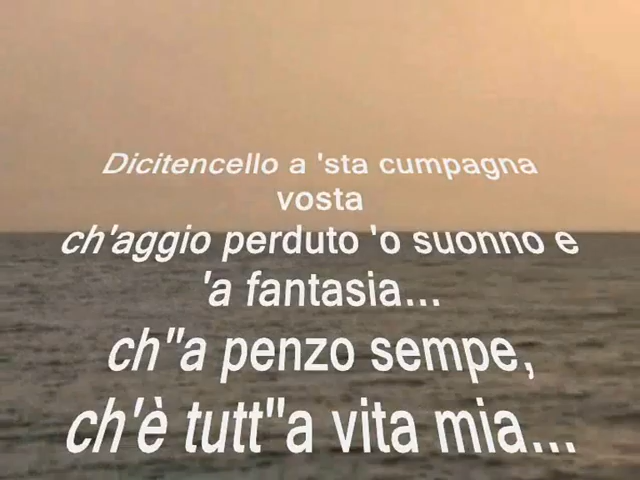 Dicitencello a 'sta cumpagna
vosta
ch'aggio perduto 'o suonno e
'a fantasia...
ch''a penzo sempe,
ch'è tutt''a vita mia...